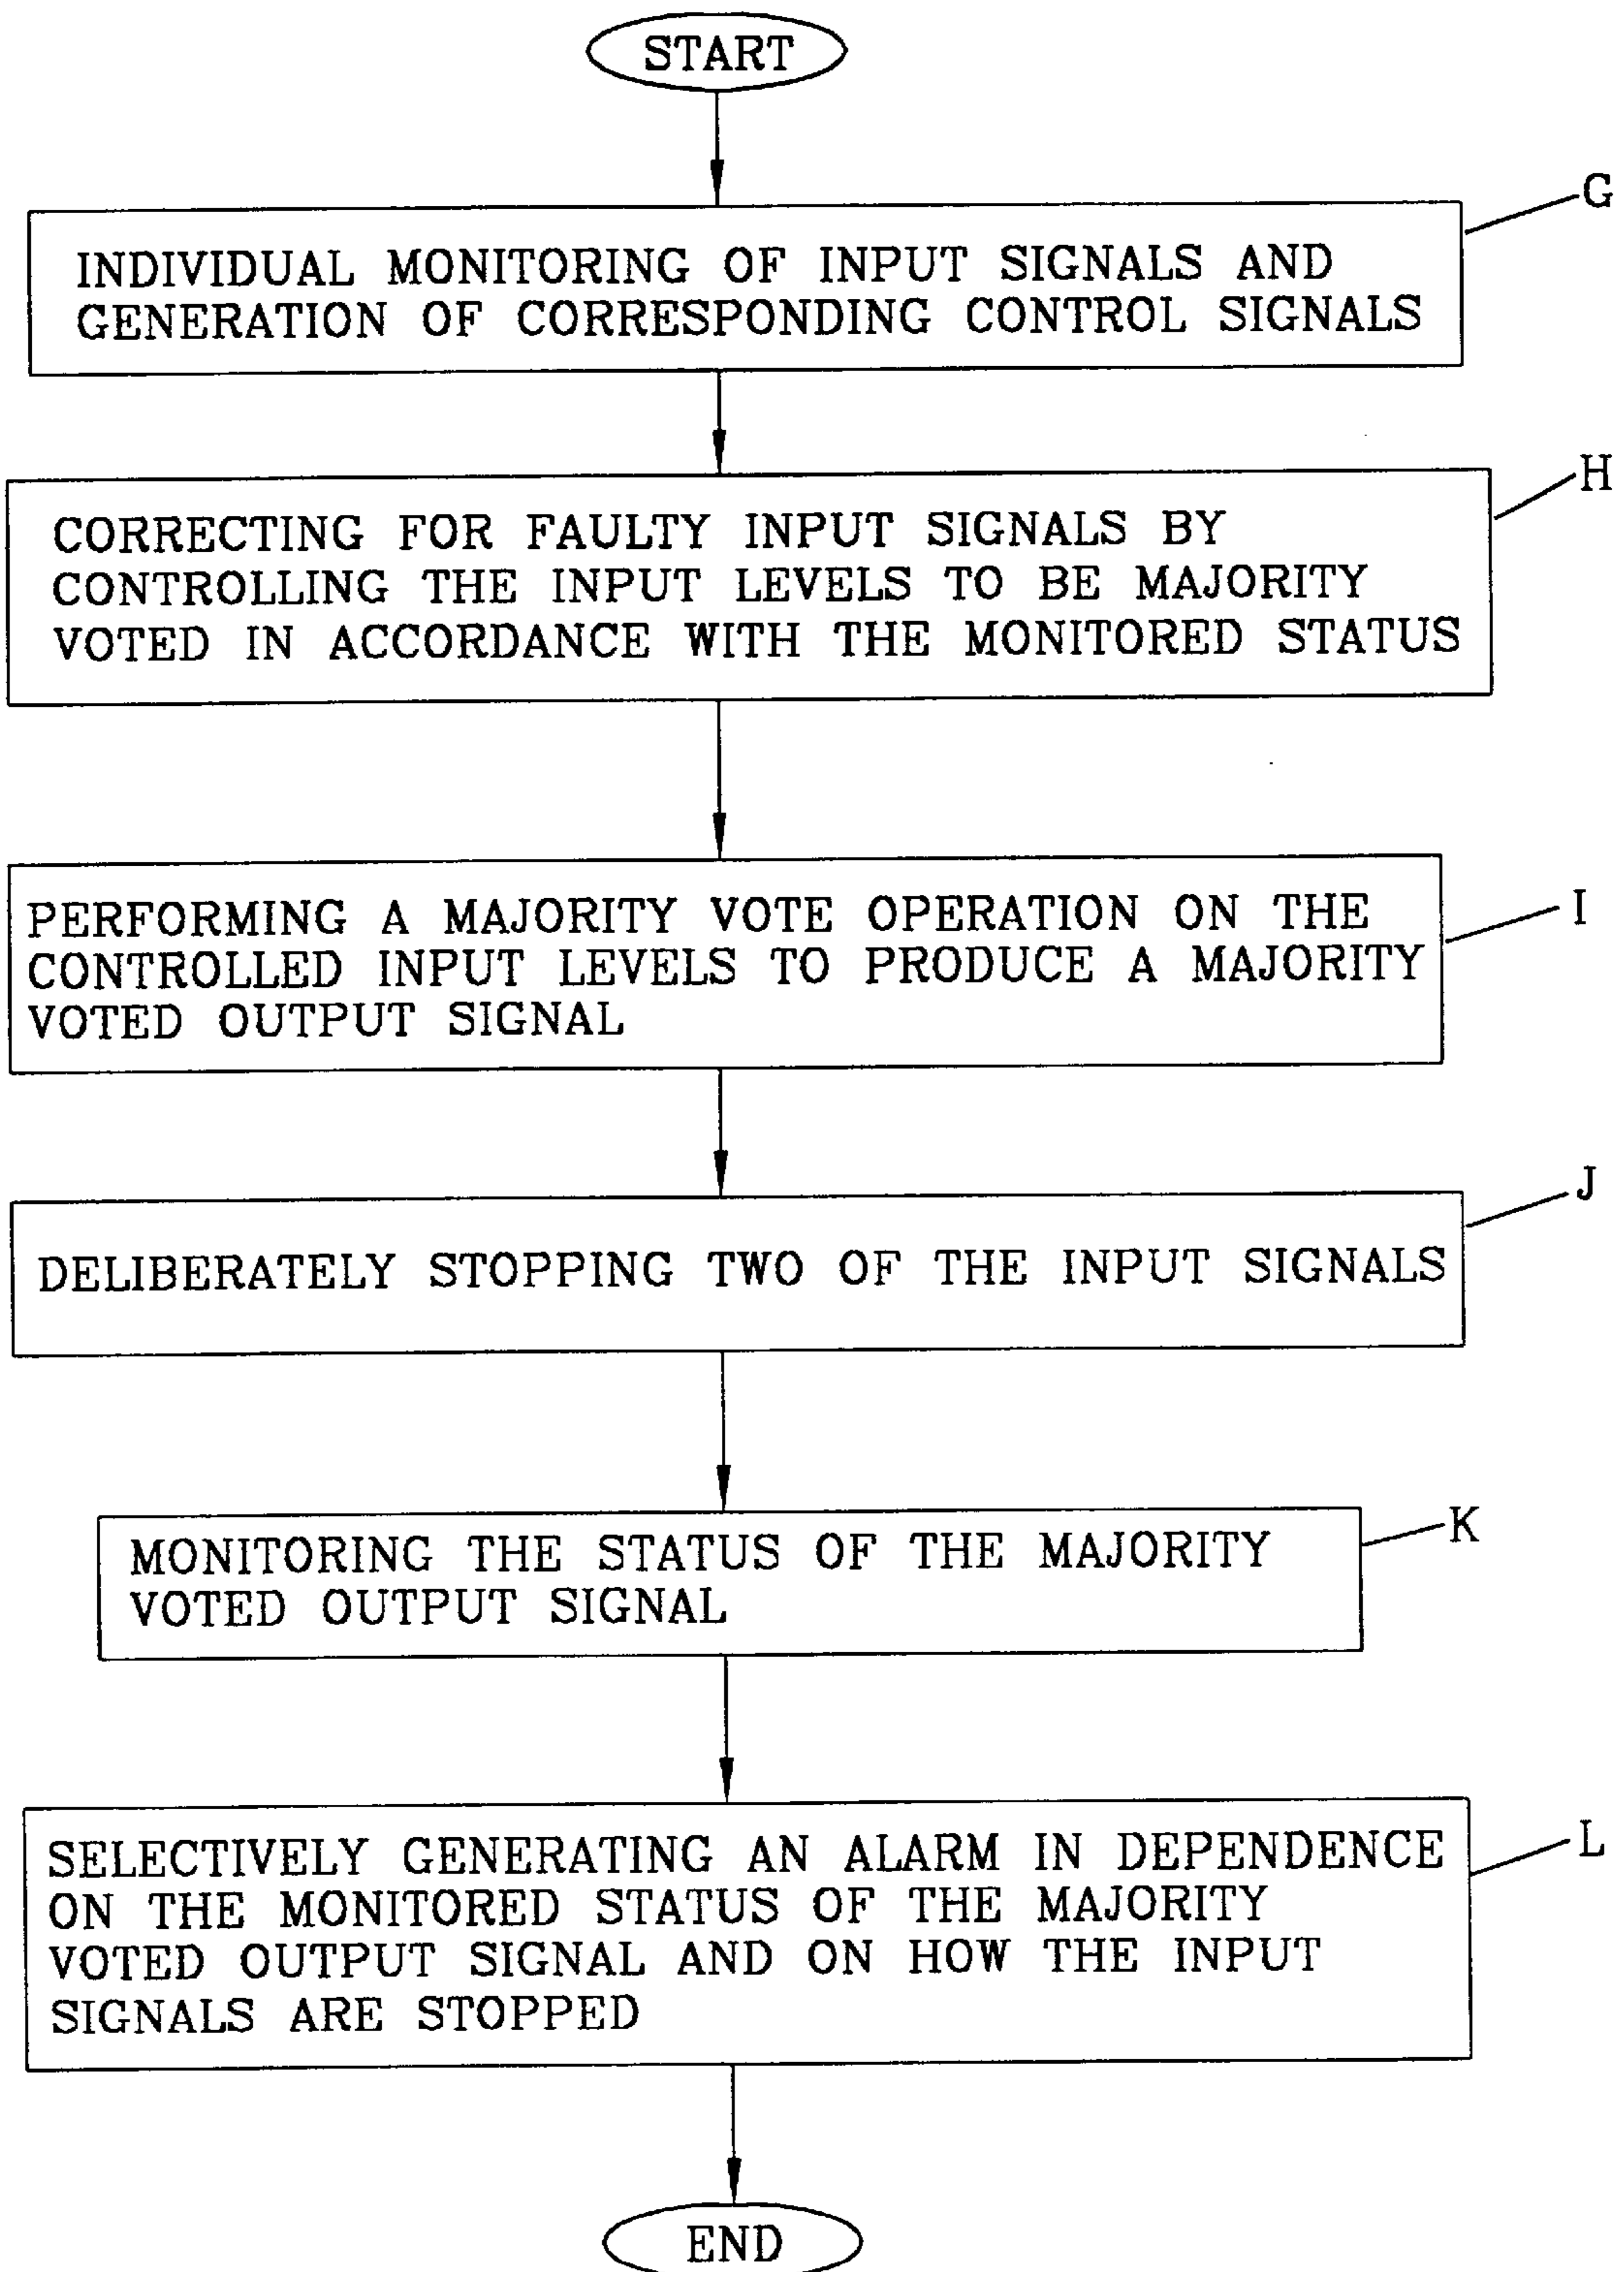 START
G
INDIVIDUAL MONITORING OF INPUT SIGNALS AND
GENERATION OF CORRESPONDING CONTROL SIGNALS
H
CORRECTING FOR FAULTY INPUT SIGNALS BY
CONTROLLING THE INPUT LEVELS TO BE MAJORITY
VOTED IN ACCORDANCE WITH THE MONITORED STATUS
I
PERFORMING A MAJORITY VOTE OPERATION ON THE
CONTROLLED INPUT LEVELS TO PRODUCE A MAJORITY
VOTED OUTPUT SIGNAL
J
DELIBERATELY STOPPING TWO OF THE INPUT SIGNALS
K
MONITORING THE STATUS OF THE MAJORITY
VOTED OUTPUT SIGNAL
L
SELECTIVELY GENERATING AN ALARM IN DEPENDENCE
ON THE MONITORED STATUS OF THE MAJORITY
VOTED OUTPUT SIGNAL AND ON HOW THE INPUT
SIGNALS ARE STOPPED
END